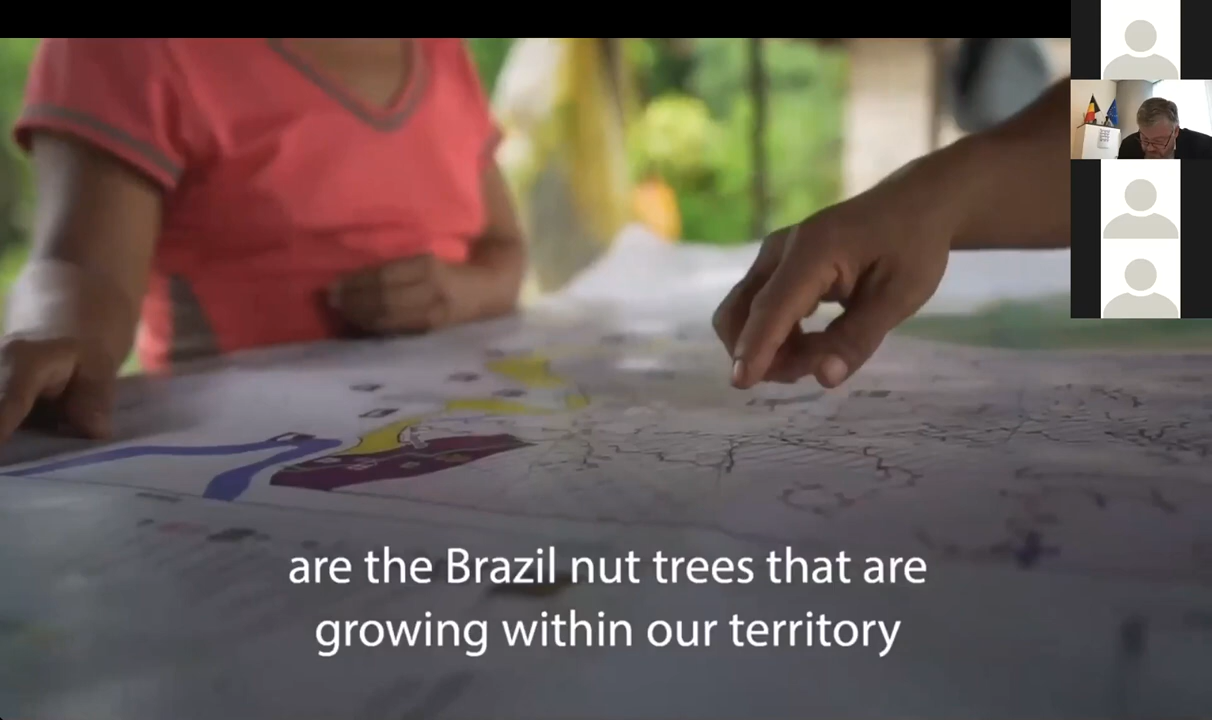 are the Brazil nut trees that are
growing within our territory